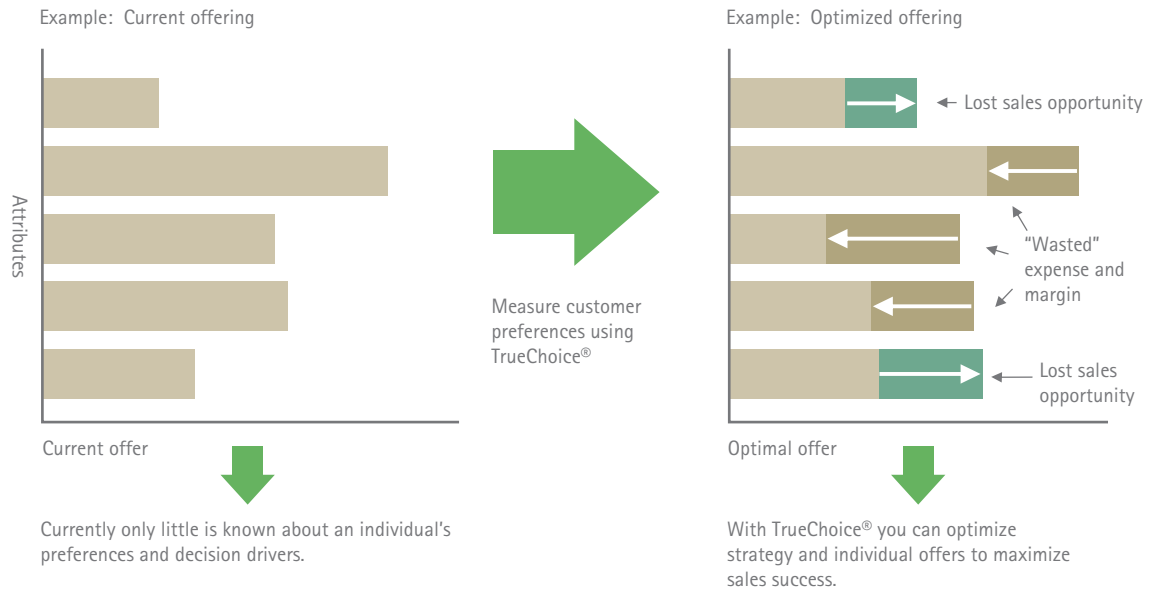 Example: Current offering
Attributes
Current offer
Currently only little is known about an individual's
preferences and decision drivers.
Measure customer
preferences using
TrueChoice®
Example: Optimized offering
Lost sales opportunity
“Wasted”
expense and
margin
Lost sales
opportunity
Optimal offer
With TrueChoice® you can optimize
strategy and individual offers to maximize
sales success.